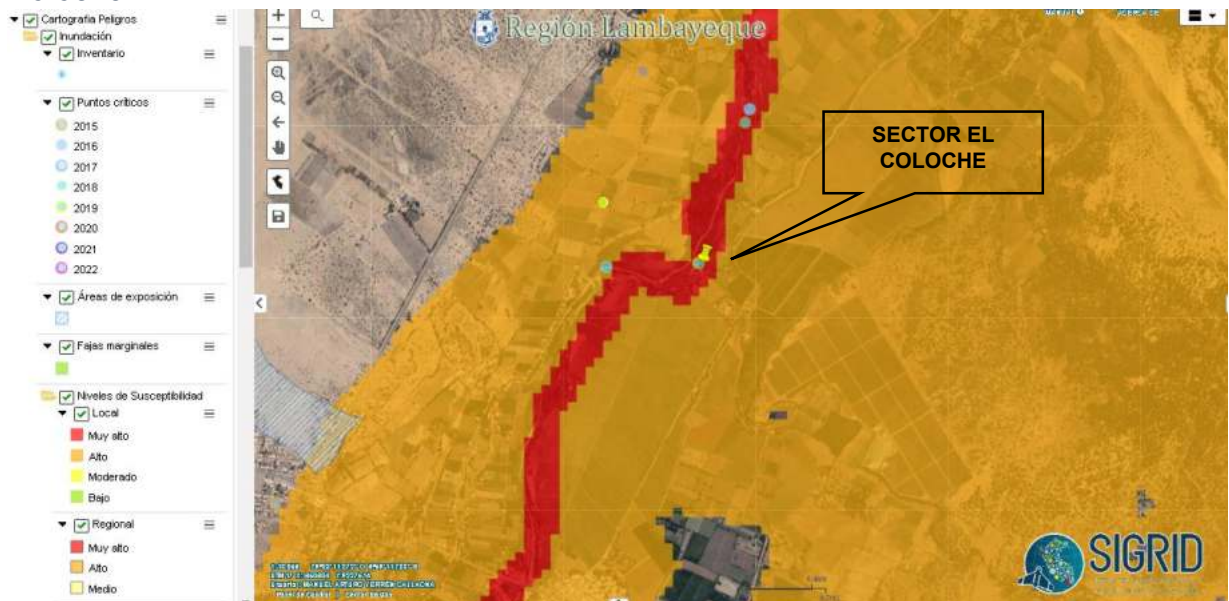 Cartografia Peligros
Inundación
Inventario
Puntos críticos
2015
2016
2017
2018
2019
2020
2021
2022
Áreas de exposición
Fajas marginales
Niveles de Susceptibilidad
Local
Muy alto
Alto
Moderado
Bajo
Regional
Muy alto
Alto
Medio
Región Lambayeque
SECTOR EL
COLOCHE
SIGRID